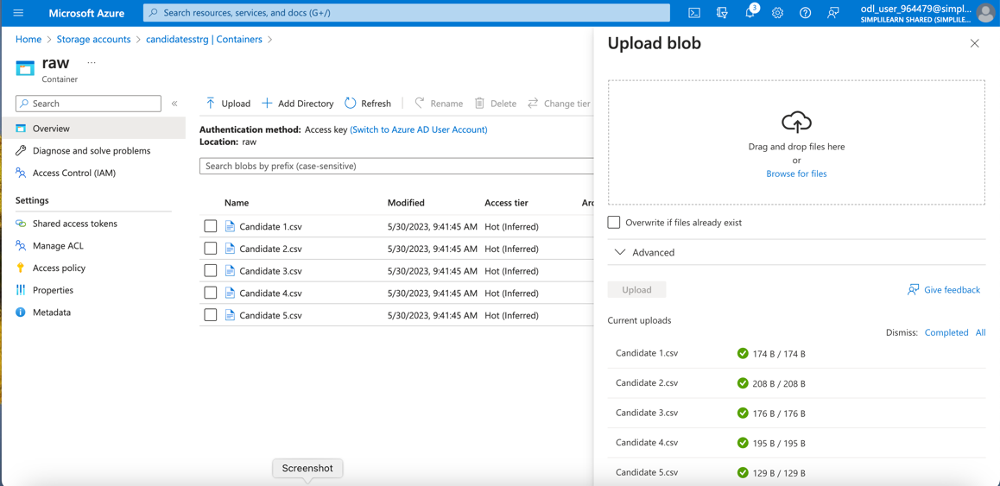 Microsoft Azure
Search resources, services, and docs (G+/)
3
odl_user_964479@simpl...
SIMPLILEARN SHARED (SIMPLILE...
Home > Storage accounts > candidatesstrg | Containers >
raw ...
Container
Search
«
Overview
Diagnose and solve problems
Access Control (IAM)
Settings
Shared access tokens
Manage ACL
Access policy
Properties
Metadata
Upload Add Directory Refresh Rename Delete Change tier
Authentication method: Access key (Switch to Azure AD User Account)
Location: raw
Search blobs by prefix (case-sensitive)
Name Modified Access tier Arc
Candidate 1.csv 5/30/2023, 9:41:45 AM Hot (Inferred)
Candidate 2.csv 5/30/2023, 9:41:45 AM Hot (Inferred)
Candidate 3.csv 5/30/2023, 9:41:45 AM Hot (Inferred)
Candidate 4.csv 5/30/2023, 9:41:45 AM Hot (Inferred)
Candidate 5.csv 5/30/2023, 9:41:45 AM Hot (Inferred)
Screenshot
Upload blob
Drag and drop files here
or
Browse for files
Overwrite if files already exist
Advanced
Upload Give feedback
Current uploads
Dismiss: Completed All
Candidate 1.csv 174 B / 174 B
Candidate 2.csv 208 B / 208 B
Candidate 3.csv 176 B / 176 B
Candidate 4.csv 195 B / 195 B
Candidate 5.csv 129 B / 129 B